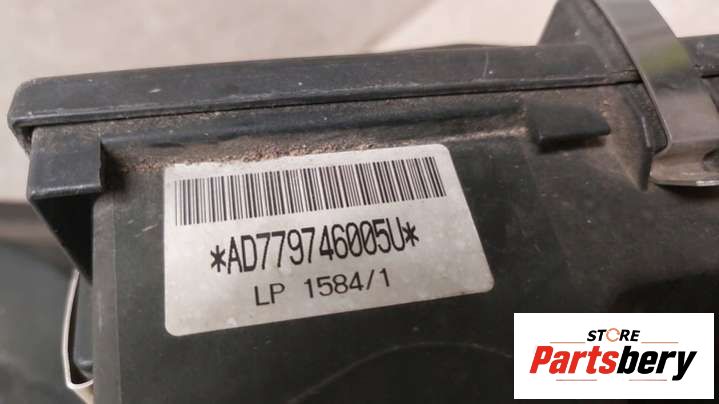 *AD779746005U*
LP 1584/1
STORE
Partsbery